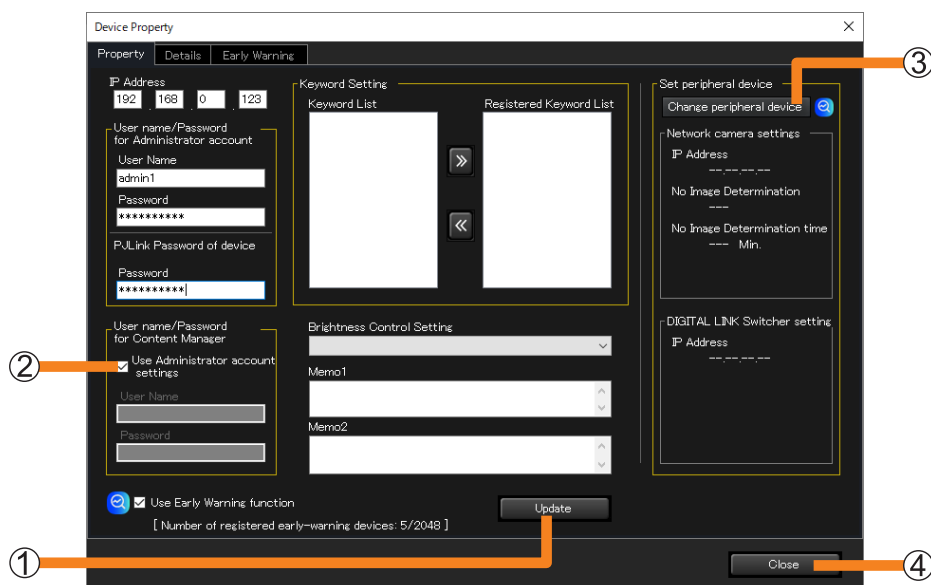 Device Property
Property Details Early Warning
IP Address
192 . 168 . 0 . 123
User name/Password
for Administrator account
User Name
admin1
Password
**********
PJLink Password of device
Password
**********
User name/Password
for Content Manager
Use Administrator account
settings
User Name
Password
Keyword Setting
Keyword List Registered Keyword List
»
«
Brightness Control Setting
Memo1
Memo2
Set peripheral device
Change peripheral device
Network camera settings
IP Address
--.--.--.--
No Image Determination
---
No Image Determination time
--- Min.
DIGITAL LINK Switcher setting
IP Address
--.--.--.--
Use Early Warning function
[ Number of registered early-warning devices: 5/2048 ]
Update
Close
①
②
③
④